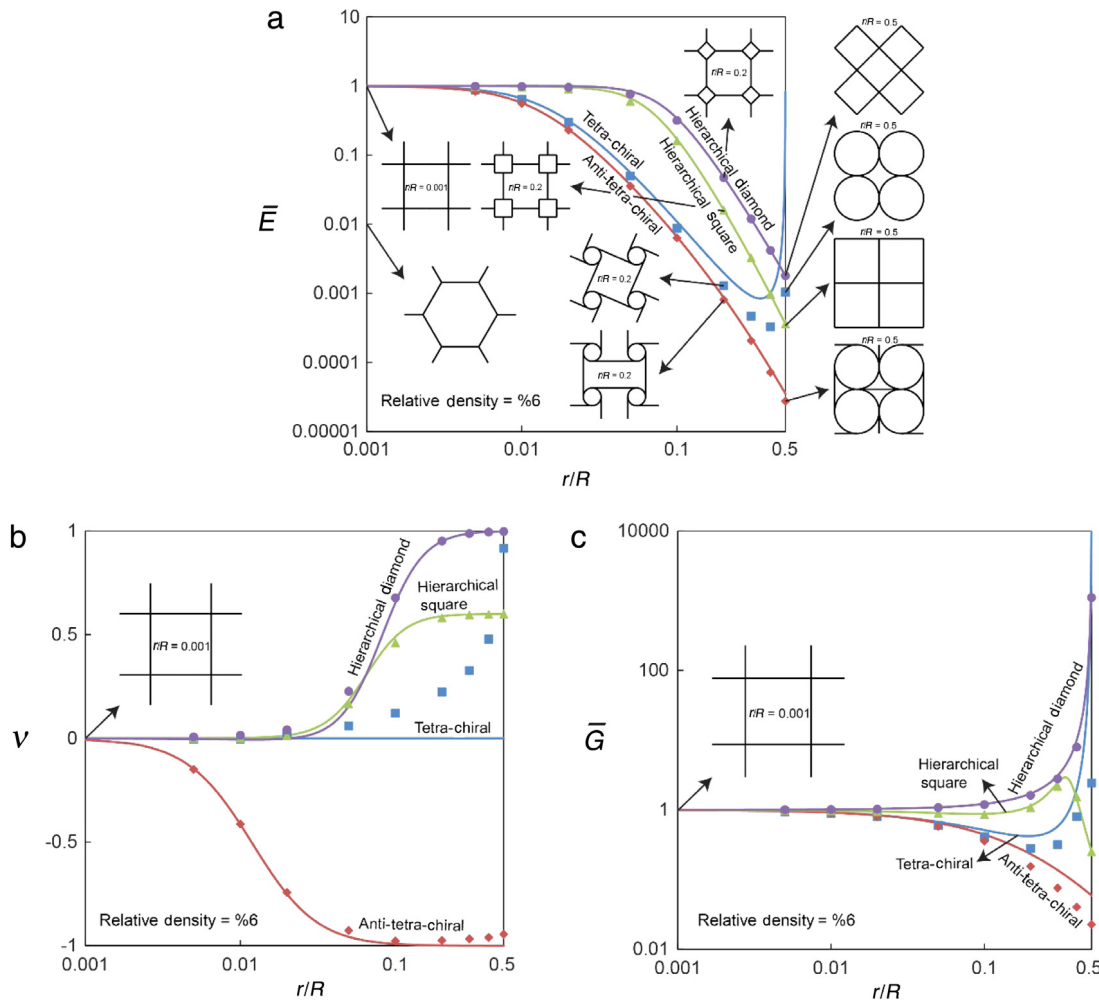 a
10
1
0.1
0.01
0.001
0.0001
0.00001
E̅
0.001
0.01
0.1
0.5
r/R
Tetra-chiral
Anti-tetra-chiral
Hierarchical square
Hierarchical diamond
r/R = 0.001
r/R = 0.2
r/R = 0.2
r/R = 0.2
r/R = 0.2
r/R = 0.5
r/R = 0.5
r/R = 0.5
r/R = 0.5
Relative density = %6
b
1
0.5
0
-0.5
-1
ν
0.001
0.01
0.1
0.5
r/R
r/R = 0.001
Hierarchical diamond
Hierarchical
square
Tetra-chiral
Anti-tetra-chiral
Relative density = %6
c
10000
100
1
0.01
G̅
0.001
0.01
0.1
0.5
r/R
r/R = 0.001
Hierarchical diamond
Hierarchical
square
Tetra-chiral
Anti-tetra-chiral
Relative density = %6